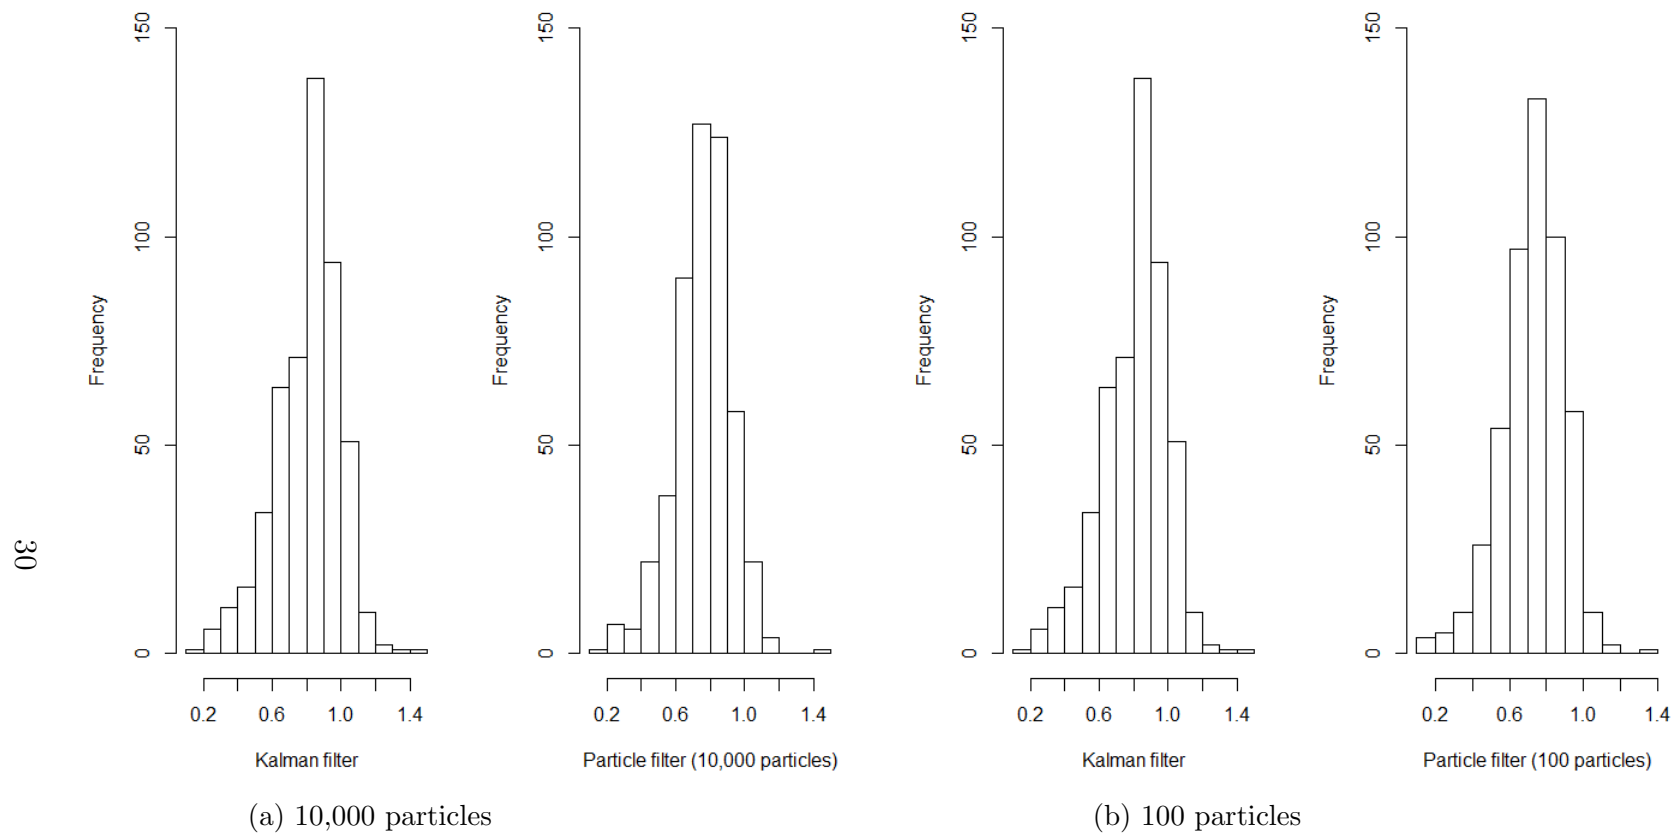 150
100
50
0
Frequency
0.2 0.6 1.0 1.4
Kalman filter
150
100
50
0
Frequency
0.2 0.6 1.0 1.4
Particle filter (10,000 particles)
(a) 10,000 particles
150
100
50
0
Frequency
0.2 0.6 1.0 1.4
Kalman filter
150
100
50
0
Frequency
0.2 0.6 1.0 1.4
Particle filter (100 particles)
(b) 100 particles
30